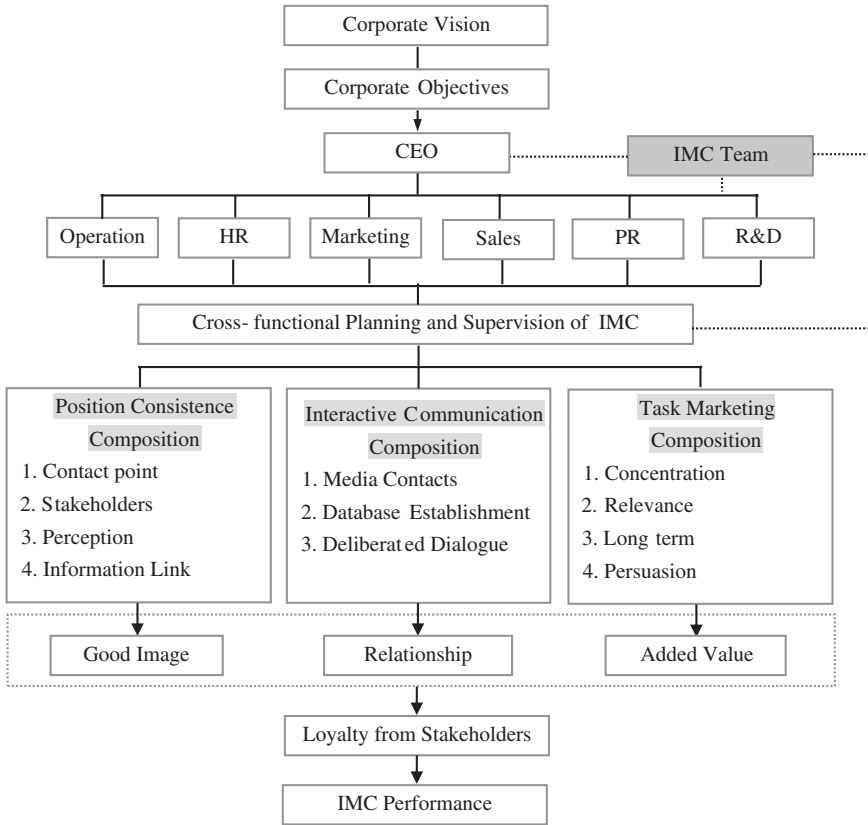 Corporate Vision
Corporate Objectives
CEO
IMC Team
Operation
HR
Marketing
Sales
PR
R&D
Cross- functional Planning and Supervision of IMC
Position Consistence
Composition
1. Contact point
2. Stakeholders
3. Perception
4. Information Link
Interactive Communication
Composition
1. Media Contacts
2. Database Establishment
3. Deliberated Dialogue
Task Marketing
Composition
1. Concentration
2. Relevance
3. Long term
4. Persuasion
Good Image
Relationship
Added Value
Loyalty from Stakeholders
IMC Performance